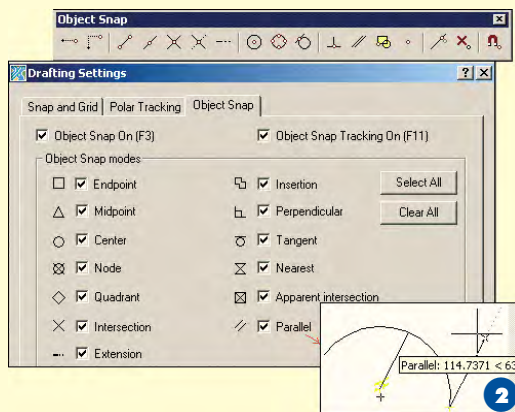 Object Snap
Drafting Settings
Snap and Grid Polar Tracking Object Snap
Object Snap On (F3) Object Snap Tracking On (F11)
Object Snap modes
Endpoint Insertion Select All
Midpoint Perpendicular Clear All
Center Tangent
Node Nearest
Quadrant Apparent intersection
Intersection Parallel
Extension
Parallel: 114.7371 < 63
2